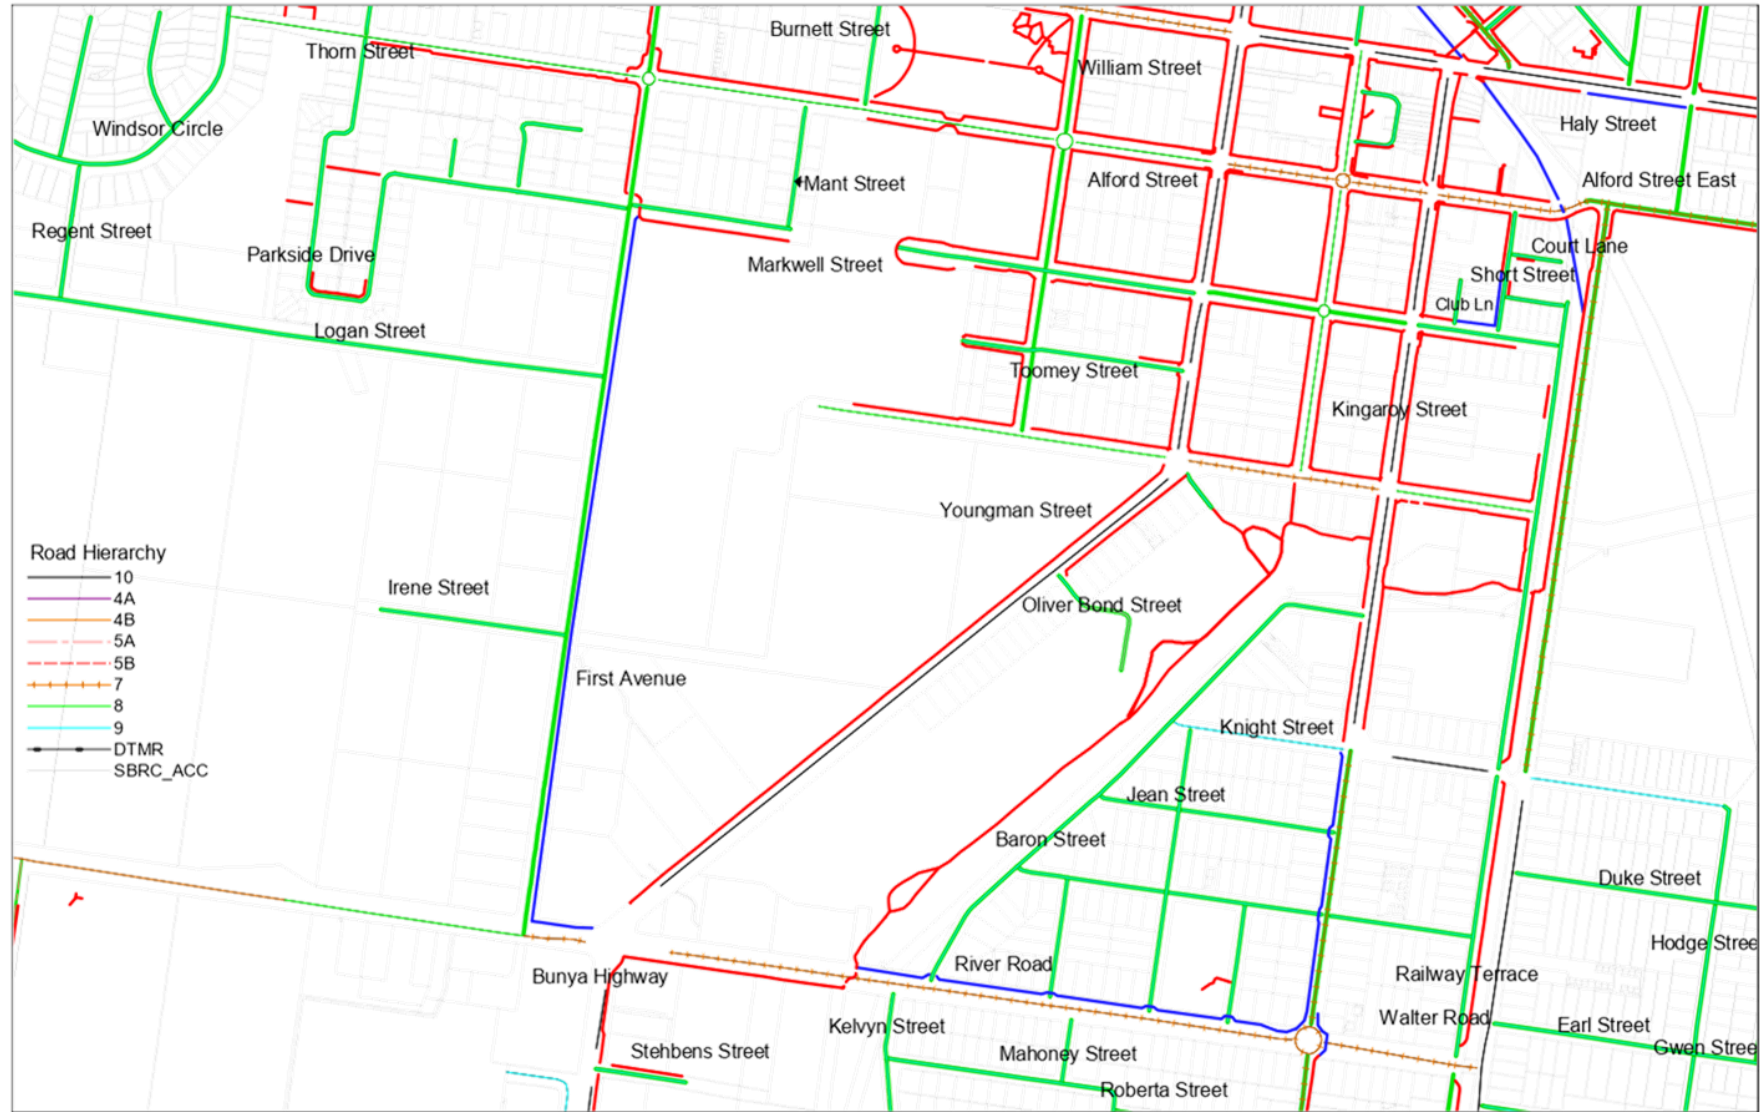 Burnett Street
Thorn Street
William Street
Windsor Circle
Haly Street
Mant Street
Alford Street
Alford Street East
Regent Street
Court Lane
Parkside Drive
Markwell Street
Short Street
Club Ln
Logan Street
Toomey Street
Kingaroy Street
Youngman Street
Road Hierarchy
10
4A
4B
5A
5B
7
8
9
DTMR
SBRC_ACC
Irene Street
Oliver Bond Street
First Avenue
Knight Street
Jean Street
Baron Street
Duke Street
Hodge Stree
River Road
Bunya Highway
Railway Terrace
Kelvyn Street
Walter Road
Earl Street
Stehbens Street
Mahoney Street
Gwen Stree
Roberta Street